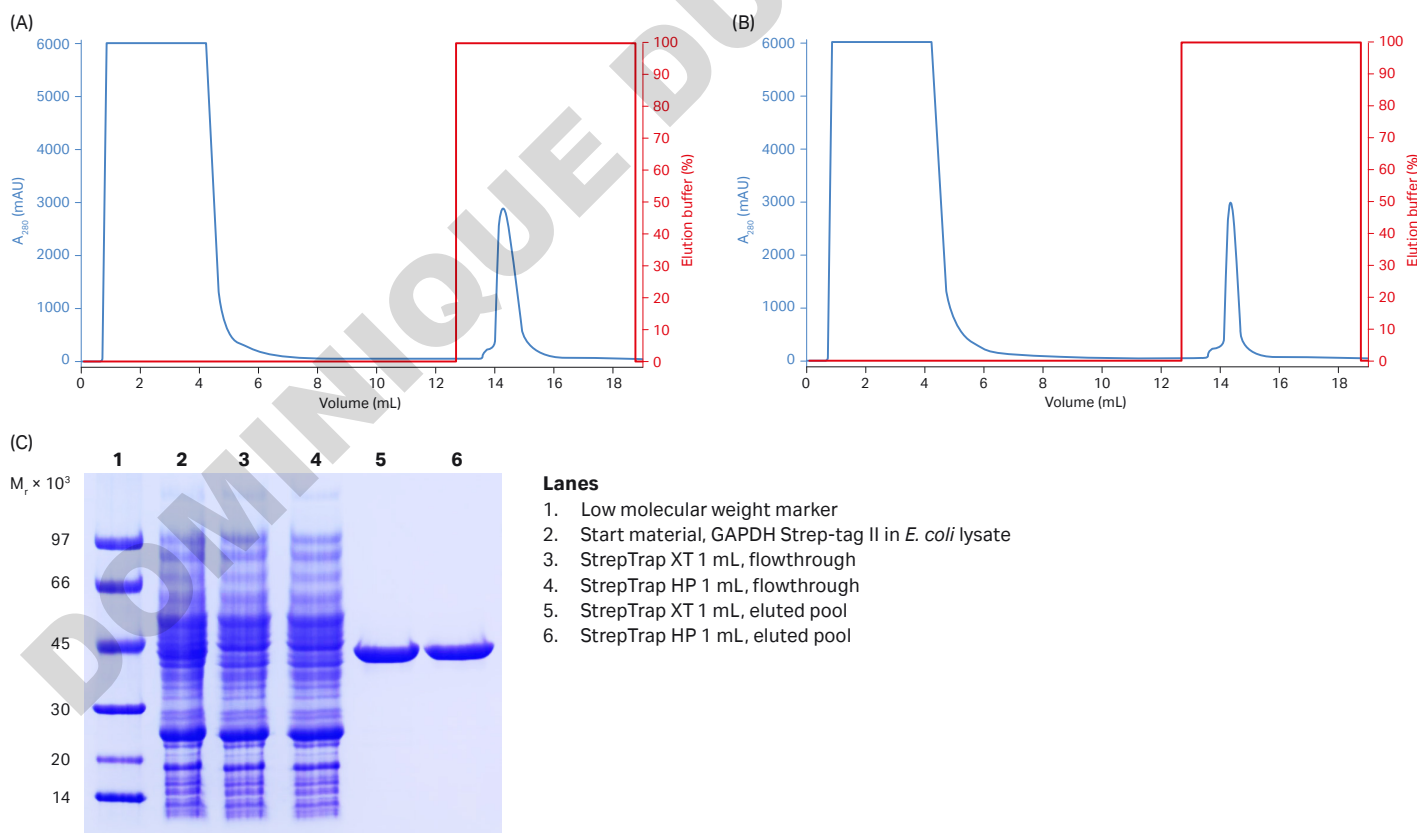 (A)
6000
5000
4000
3000
2000
1000
0
A280 (mAU)
100
90
80
70
60
50
40
30
20
10
0
Elution buffer (%)
0 2 4 6 8 10 12 14 16 18
Volume (mL)
(B)
6000
5000
4000
3000
2000
1000
0
A280 (mAU)
100
90
80
70
60
50
40
30
20
10
0
Elution buffer (%)
0 2 4 6 8 10 12 14 16 18
Volume (mL)
(C)
1 2 3 4 5 6
Mr × 10³
97
66
45
30
20
14
Lanes
1. Low molecular weight marker
2. Start material, GAPDH Strep-tag II in E. coli lysate
3. StrepTrap XT 1 mL, flowthrough
4. StrepTrap HP 1 mL, flowthrough
5. StrepTrap XT 1 mL, eluted pool
6. StrepTrap HP 1 mL, eluted pool
DOMINIQUE